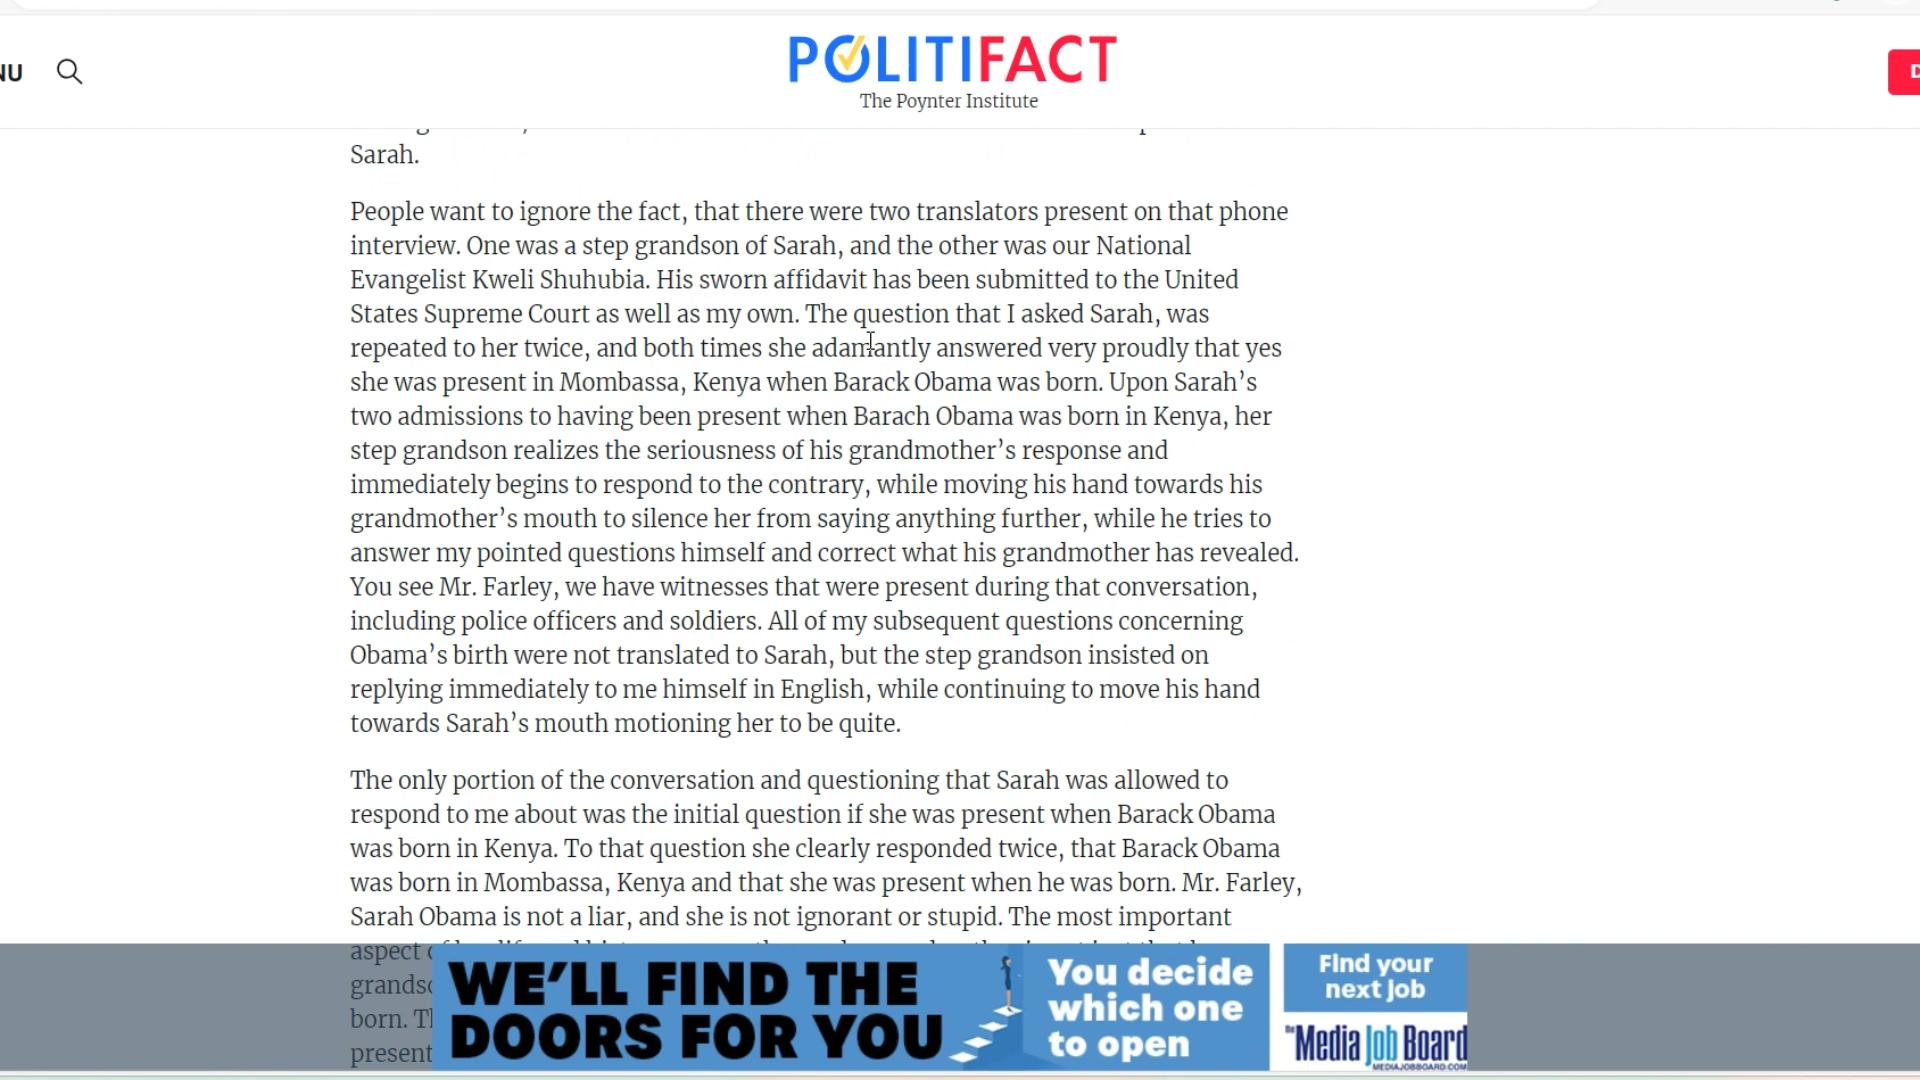 NU
POLITIFACT
The Poynter Institute
Sarah.
People want to ignore the fact, that there were two translators present on that phone
interview. One was a step grandson of Sarah, and the other was our National
Evangelist Kweli Shuhubia. His sworn affidavit has been submitted to the United
States Supreme Court as well as my own. The question that I asked Sarah, was
repeated to her twice, and both times she adamantly answered very proudly that yes
she was present in Mombassa, Kenya when Barack Obama was born. Upon Sarah’s
two admissions to having been present when Barach Obama was born in Kenya, her
step grandson realizes the seriousness of his grandmother’s response and
immediately begins to respond to the contrary, while moving his hand towards his
grandmother’s mouth to silence her from saying anything further, while he tries to
answer my pointed questions himself and correct what his grandmother has revealed.
You see Mr. Farley, we have witnesses that were present during that conversation,
including police officers and soldiers. All of my subsequent questions concerning
Obama’s birth were not translated to Sarah, but the step grandson insisted on
replying immediately to me himself in English, while continuing to move his hand
towards Sarah’s mouth motioning her to be quite.
The only portion of the conversation and questioning that Sarah was allowed to
respond to me about was the initial question if she was present when Barack Obama
was born in Kenya. To that question she clearly responded twice, that Barack Obama
was born in Mombassa, Kenya and that she was present when he was born. Mr. Farley,
Sarah Obama is not a liar, and she is not ignorant or stupid. The most important
aspect
grandso
born. Th
present
WE’LL FIND THE
DOORS FOR YOU
You decide
which one
to open
Find your
next job
the Media Job Board
MEDIAJOBBOARD.COM